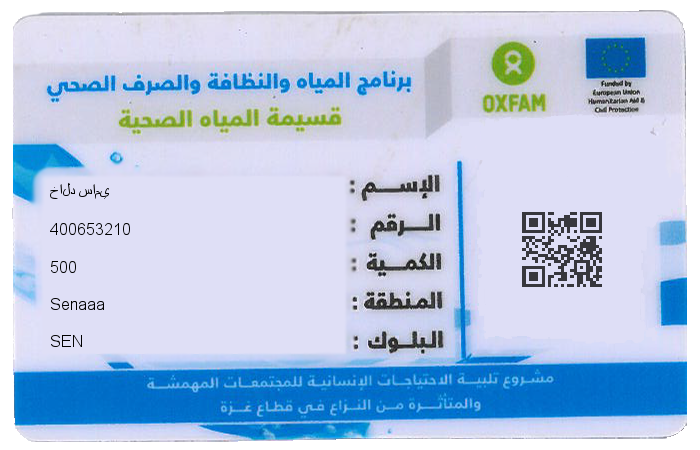 برنامج المياه والنظافة والصرف الصحي
قسيمة المياه الصحية
OXFAM
Funded by
European Union
Humanitarian Aid &
Civil Protection
الإسم : خالد سامي
الرقم : 400653210
الكمية : 500
المنطقة : Senaaa
البلوك : SEN
مشروع تلبية الاحتياجات الإنسانية للمجتمعات المهمشة
والمتأثرة من النزاع في قطاع غزة